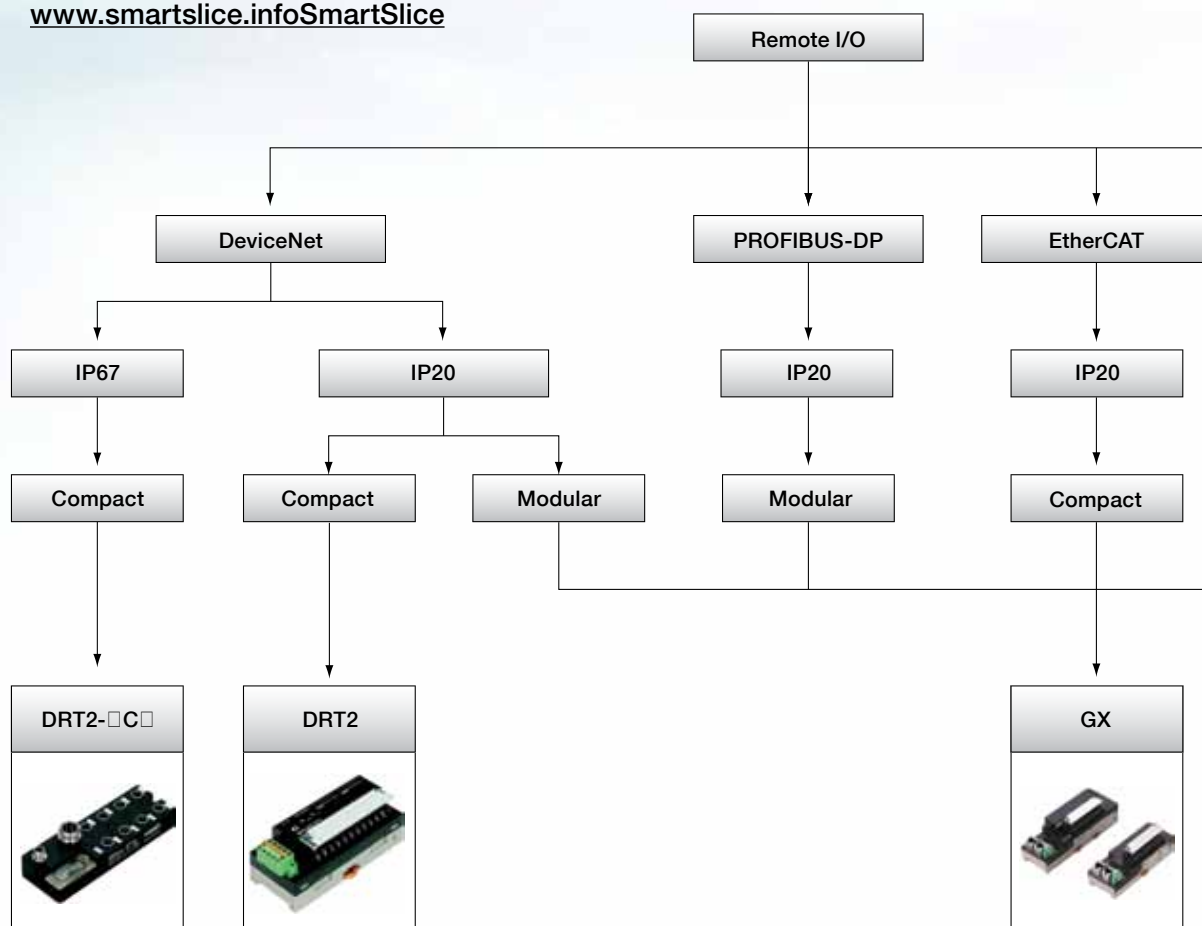 www.smartslice.infoSmartSlice
Remote I/O
DeviceNet
PROFIBUS-DP
EtherCAT
IP67
IP20
IP20
IP20
Compact
Compact
Modular
Modular
Compact
DRT2-□C□
DRT2
GX